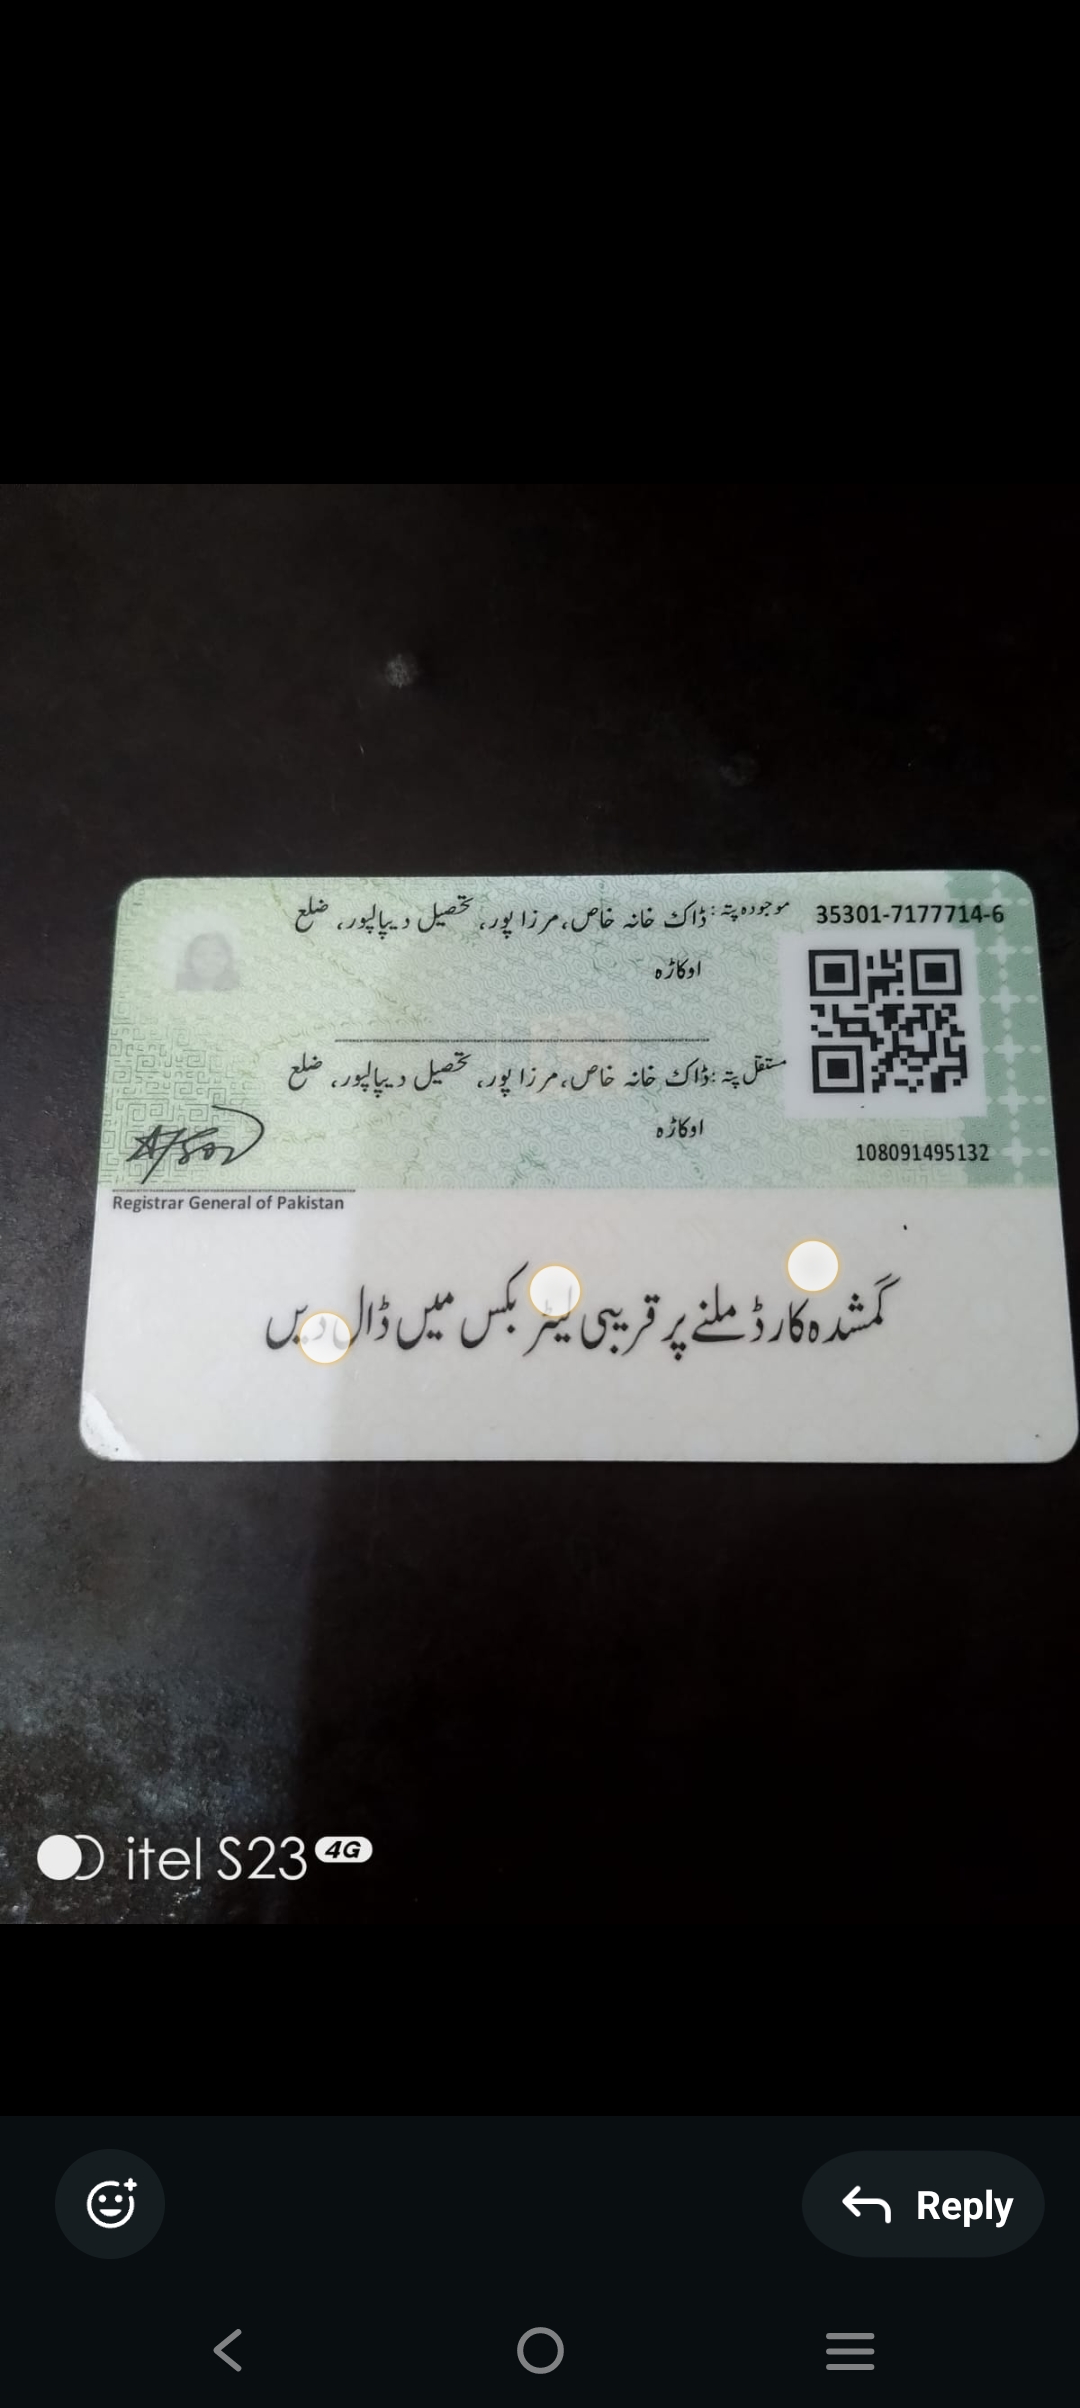 موجودہ پتہ: ڈاک خانہ خاص، مرزا پور، تحصیل دیپالپور، ضلع
اوکاڑہ
35301-7177714-6
مستقل پتہ: ڈاک خانہ خاص، مرزا پور، تحصیل دیپالپور، ضلع
اوکاڑہ
108091495132
Registrar General of Pakistan
گمشدہ کارڈ ملنے پر قریبی لیٹر بکس میں ڈال دیں
itel S23 4G
Reply